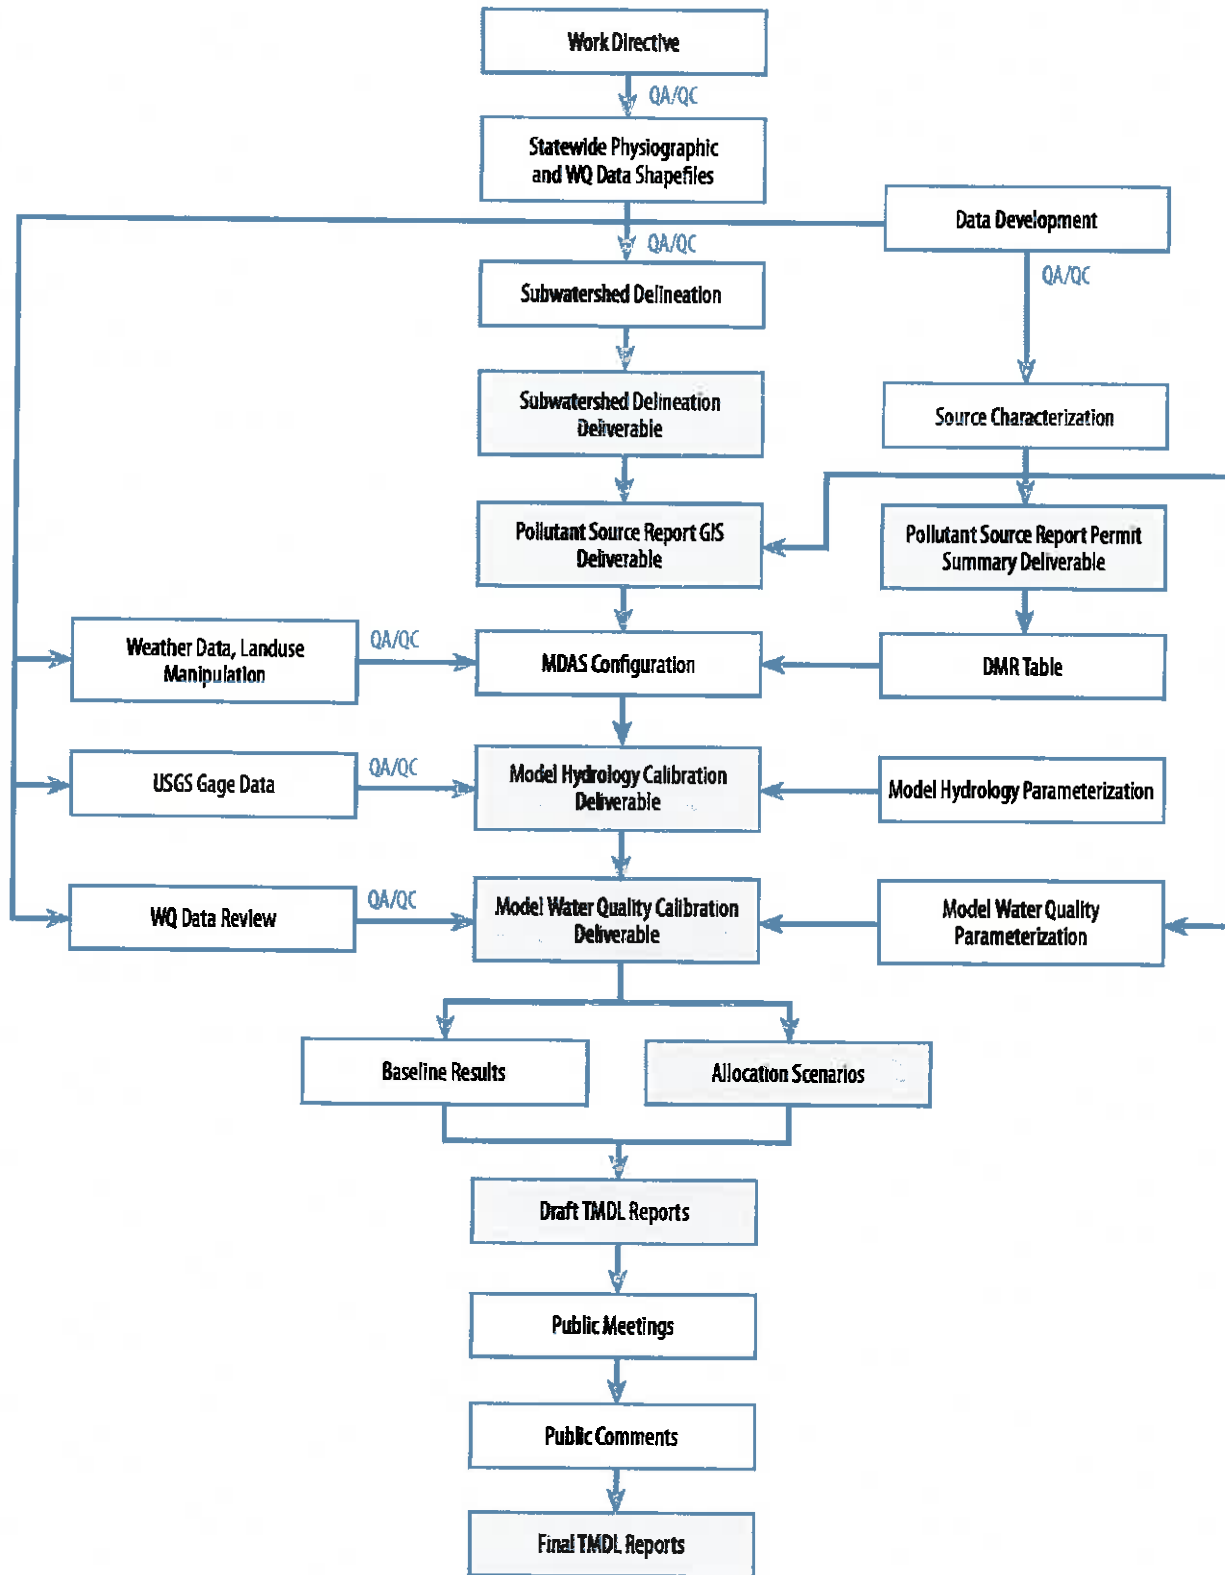 Work Directive
QA/QC
Statewide Physiographic
and WQ Data Shapefiles
Data Development
QA/QC
QA/QC
Subwatershed Delineation
Subwatershed Delineation
Deliverable
Source Characterization
Pollutant Source Report GIS
Deliverable
Pollutant Source Report Permit
Summary Deliverable
Weather Data, Landuse
Manipulation
QA/QC
MDAS Configuration
DMR Table
USGS Gage Data
QA/QC
Model Hydrology Calibration
Deliverable
Model Hydrology Parameterization
WQ Data Review
QA/QC
Model Water Quality Calibration
Deliverable
Model Water Quality
Parameterization
Baseline Results
Allocation Scenarios
Draft TMDL Reports
Public Meetings
Public Comments
Final TMDL Reports